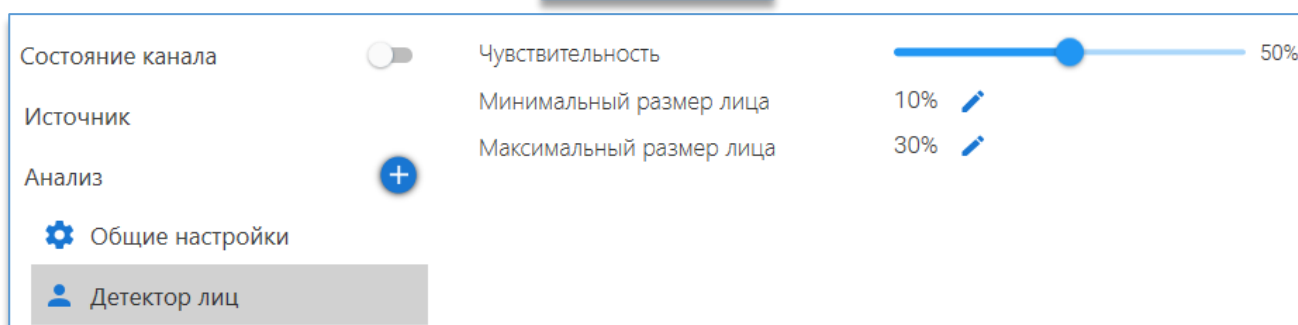 Состояние канала
Источник
Анализ
Общие настройки
Детектор лиц
Чувствительность 50%
Минимальный размер лица 10%
Максимальный размер лица 30%